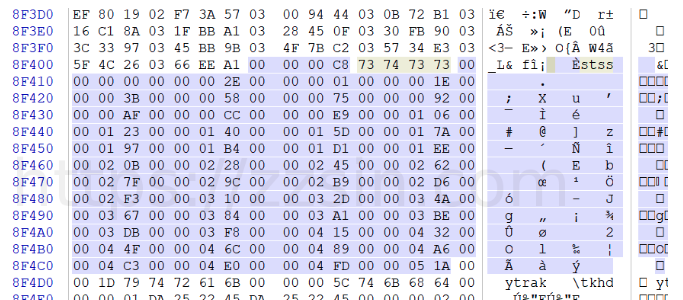 8F3D0 EF 80 19 02 F7 3A 57 03 00 94 44 03 0B 72 B1 03 ï€ ÷:W ”D r±
8F3E0 16 C1 8A 03 1F BB A1 03 28 45 0F 03 30 FB 90 03 ÁŠ »¡ (E 0û
8F3F0 3C 33 97 03 45 BB 9B 03 4F 7B C2 03 57 34 E3 03 <3— E»› O{Â W4ã
8F400 5F 4C 26 03 66 EE A1 00 00 00 C8 73 74 73 73 00 _L& fî¡ Èstss
8F410 00 00 00 00 00 00 2E 00 00 00 01 00 00 00 1E 00 .
8F420 00 00 3B 00 00 00 58 00 00 00 75 00 00 00 92 00 ; X u ’
8F430 00 00 AF 00 00 00 CC 00 00 00 E9 00 00 01 06 00 ¯ Ì é
8F440 00 01 23 00 00 01 40 00 00 01 5D 00 00 01 7A 00 # @ ] z
8F450 00 01 97 00 00 01 B4 00 00 01 D1 00 00 01 EE 00 — ´ Ñ î
8F460 00 02 0B 00 00 02 28 00 00 02 45 00 00 02 62 00 ( E b
8F470 00 02 7F 00 00 02 9C 00 00 02 B9 00 00 02 D6 00 œ ¹ Ö
8F480 00 02 F3 00 00 03 10 00 00 03 2D 00 00 03 4A 00 ó - J
8F490 00 03 67 00 00 03 84 00 00 03 A1 00 00 03 BE 00 g „ ¡ ¾
8F4A0 00 03 DB 00 00 03 F8 00 00 04 15 00 00 04 32 00 Û ø 2
8F4B0 00 04 4F 00 00 04 6C 00 00 04 89 00 00 04 A6 00 O l ‰ ¦
8F4C0 00 04 C3 00 00 04 E0 00 00 04 FD 00 00 05 1A 00 Ã à ý
8F4D0 00 1D 79 74 72 61 6B 00 00 00 5C 74 6B 68 64 00 ytrak \tkhd